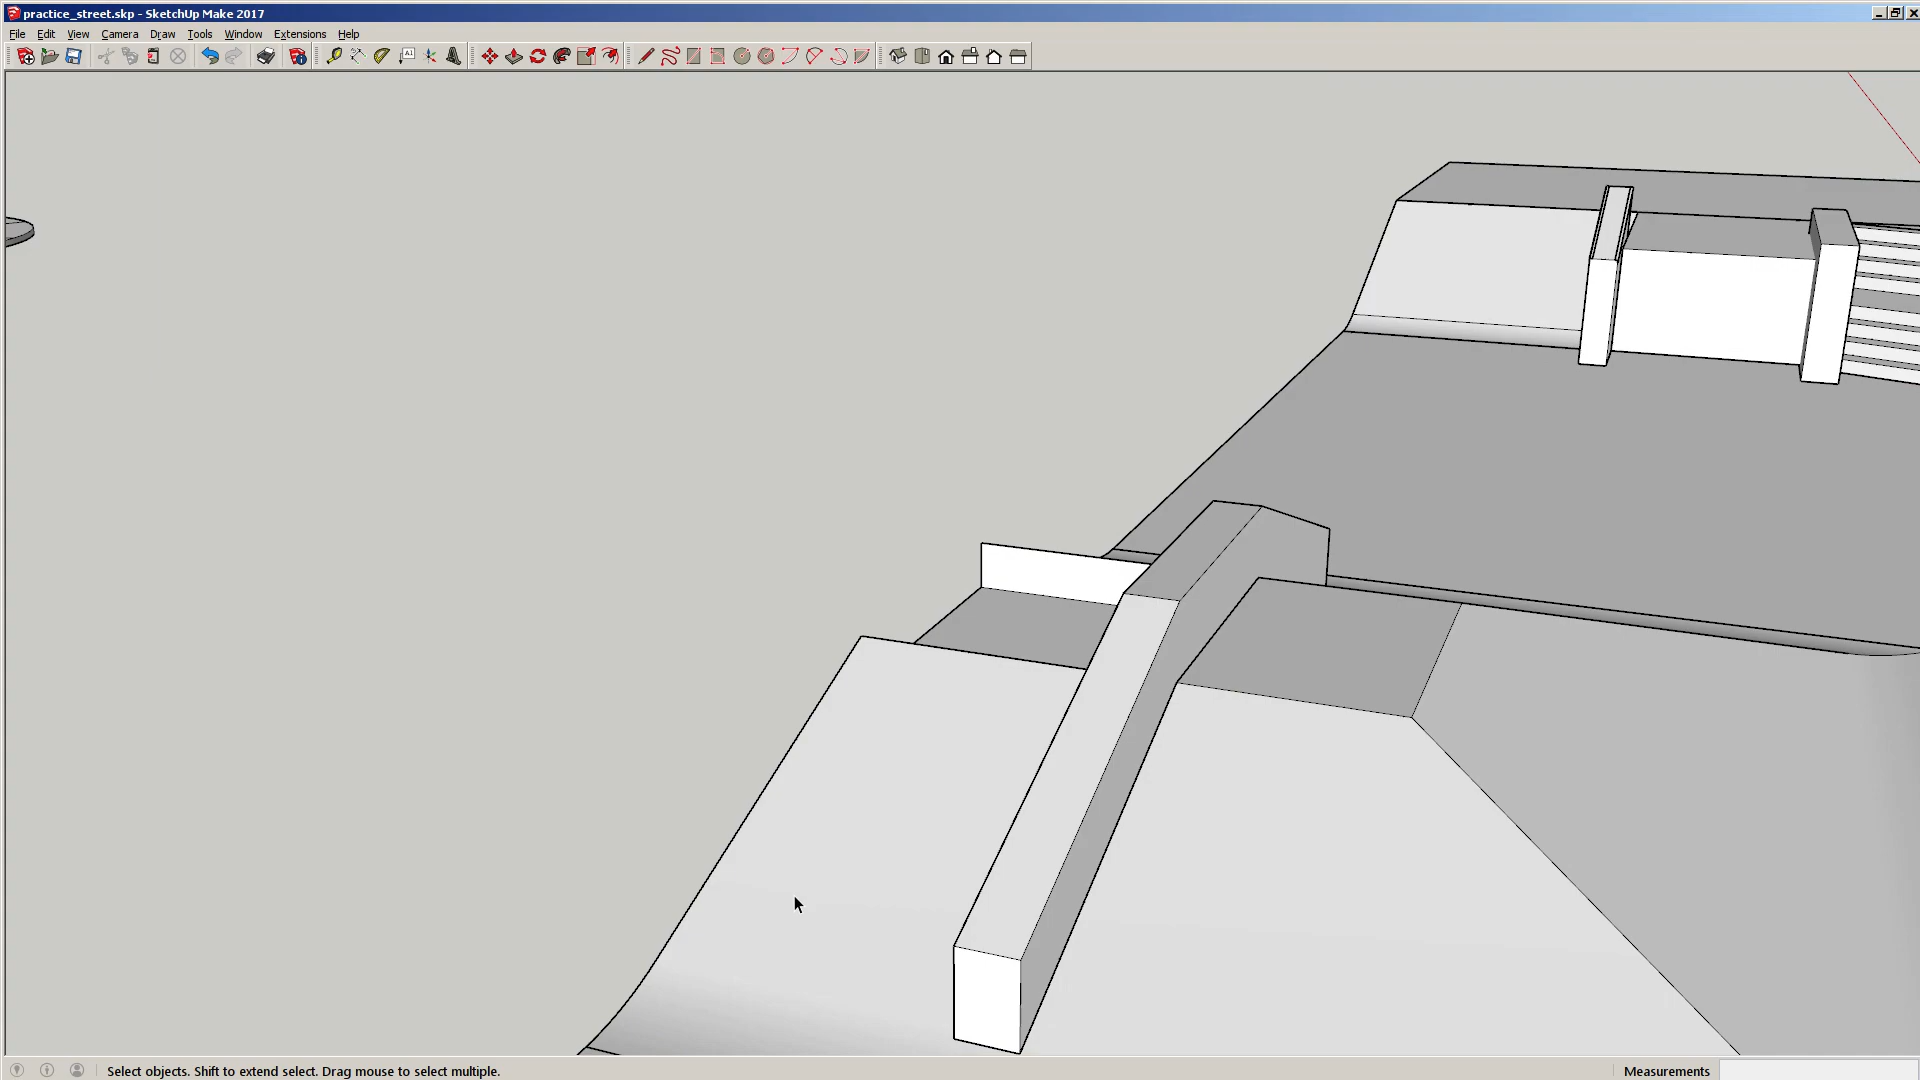 practice_street.skp - SketchUp Make 2017
File Edit View Camera Draw Tools Window Extensions Help
A1
Select objects. Shift to extend select. Drag mouse to select multiple.
Measurements